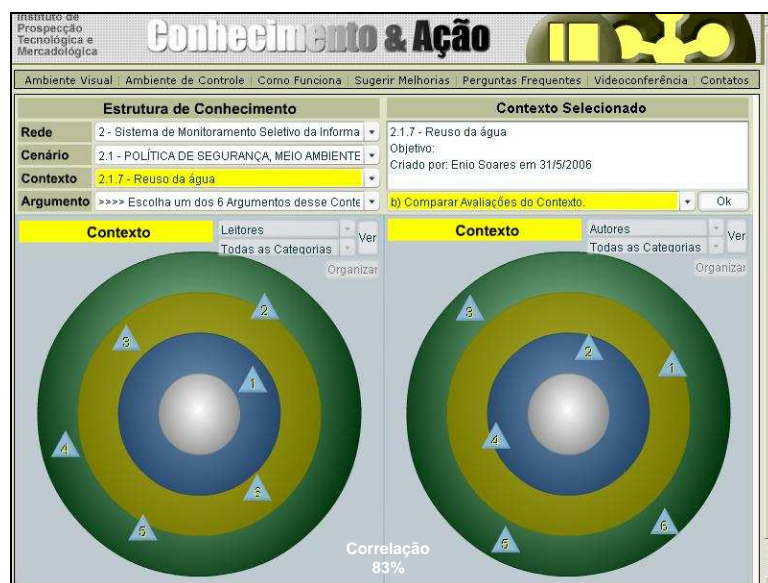 Instituto de
Prospecção
Tecnológica e
Mercadológica
Conhecimento & Ação
Ambiente Visual | Ambiente de Controle | Como Funciona | Sugerir Melhorias | Perguntas Frequentes | Videoconferência | Contatos
Estrutura de Conhecimento
Rede 2 - Sistema de Monitoramento Seletivo da Informa
Cenário 2.1 - POLÍTICA DE SEGURANÇA, MEIO AMBIENTE
Contexto 2.1.7 - Reuso da água
Argumento >>>> Escolha um dos 6 Argumentos desse Conte
Contexto Selecionado
2.1.7 - Reuso da água
Objetivo:
Criado por: Enio Soares em 31/5/2006
b) Comparar Avaliações do Contexto. Ok
Contexto
Leitores
Todas as Categorias
Ver
Organizar
2
3
1
4
6
5
Contexto
Autores
Todas as Categorias
Ver
Organizar
3
2
1
4
6
5
Correlação
83%